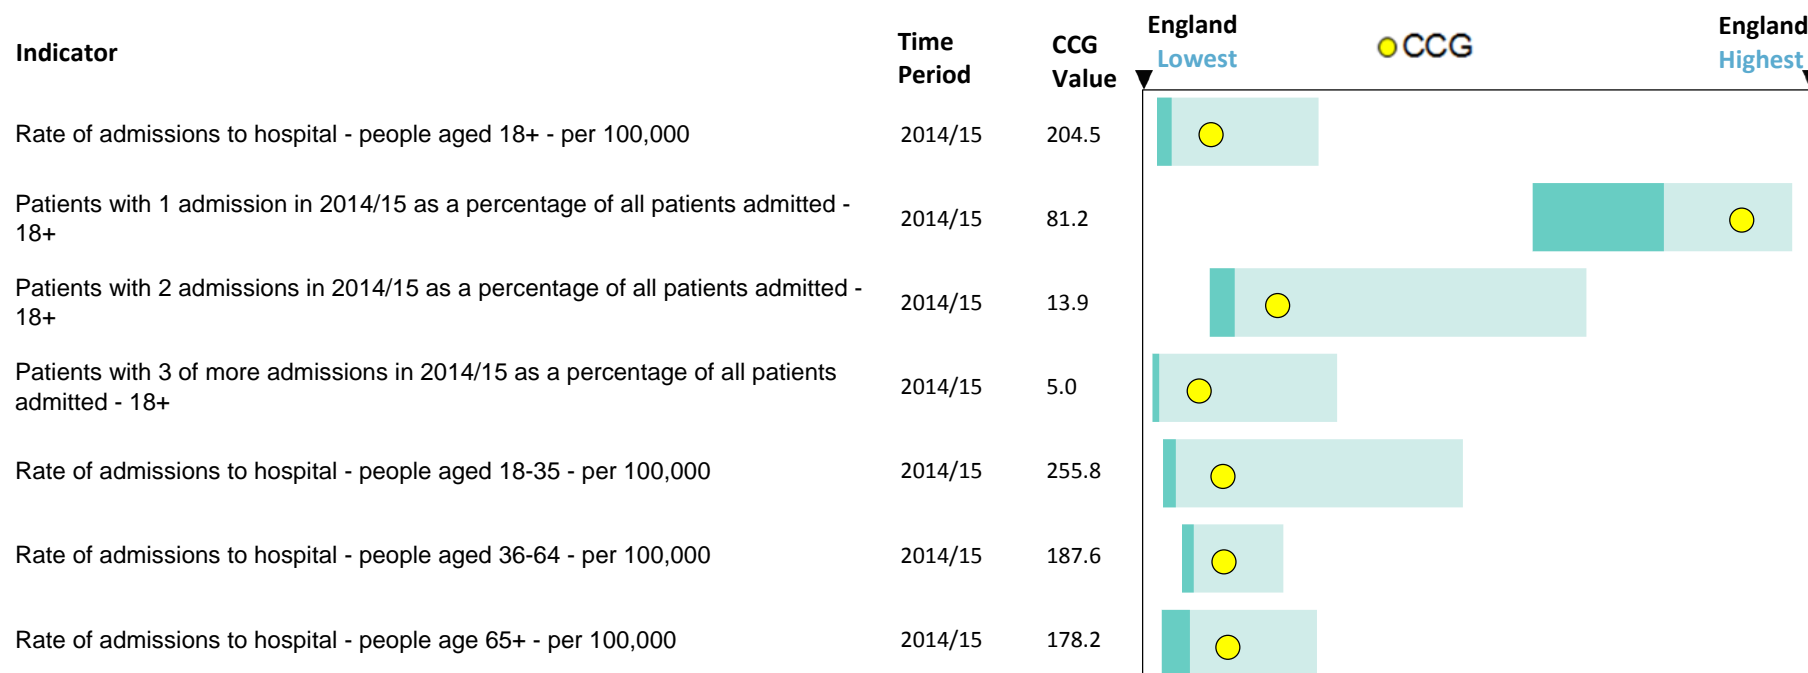 Indicator
Time Period
CCG Value
England Lowest
CCG
England Highest
Rate of admissions to hospital - people aged 18+ - per 100,000 2014/15 204.5
Patients with 1 admission in 2014/15 as a percentage of all patients admitted -
18+
2014/15 81.2
Patients with 2 admissions in 2014/15 as a percentage of all patients admitted -
18+
2014/15 13.9
Patients with 3 of more admissions in 2014/15 as a percentage of all patients
admitted - 18+
2014/15 5.0
Rate of admissions to hospital - people aged 18-35 - per 100,000 2014/15 255.8
Rate of admissions to hospital - people aged 36-64 - per 100,000 2014/15 187.6
Rate of admissions to hospital - people age 65+ - per 100,000 2014/15 178.2